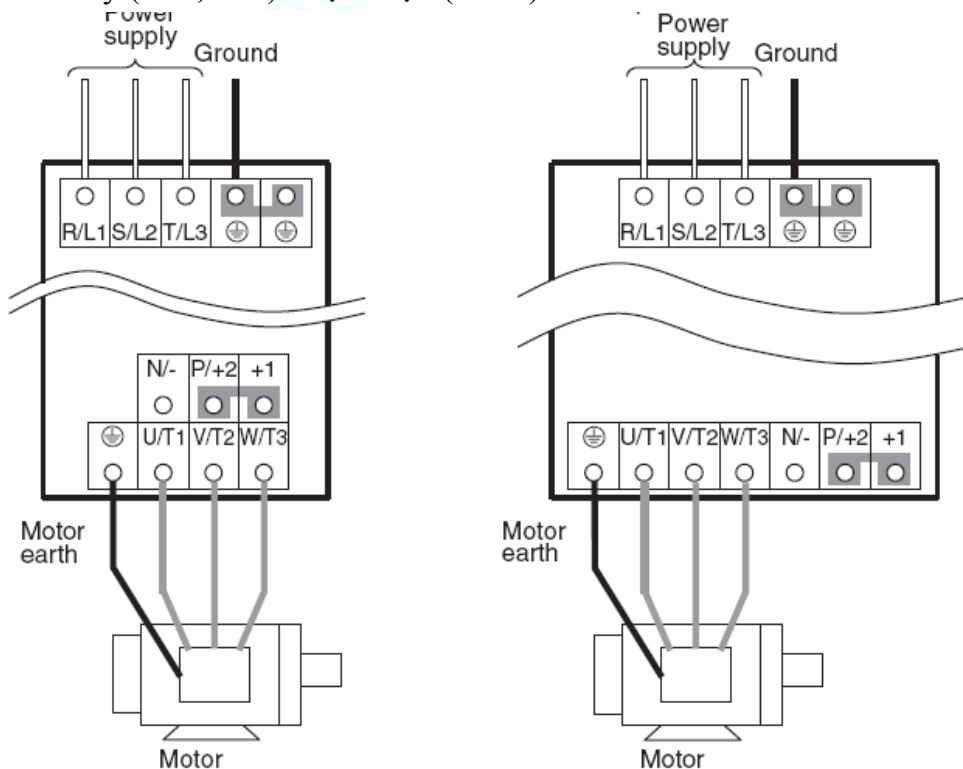 Power
supply
Ground
R/L1 S/L2 T/L3
N/- P/+2 +1
U/T1 V/T2 W/T3
Motor
earth
Motor
Power
supply
Ground
R/L1 S/L2 T/L3
U/T1 V/T2 W/T3 N/- P/+2 +1
Motor
earth
Motor